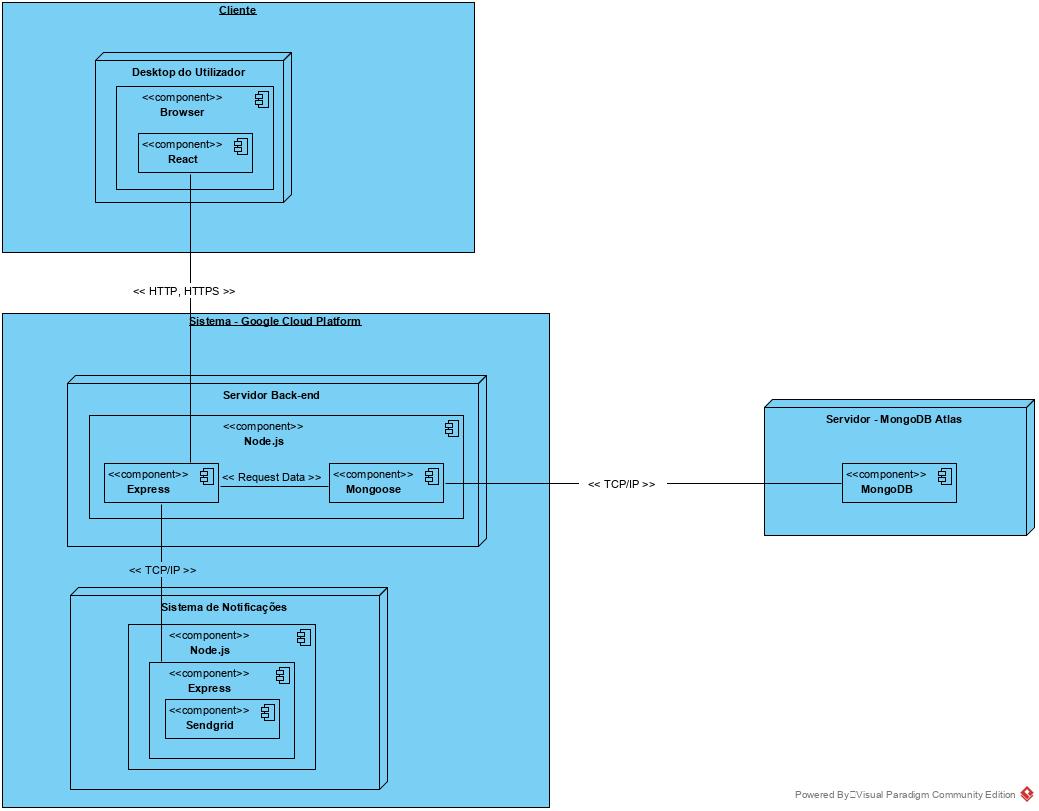 Cliente
Desktop do Utilizador
<<component>>
Browser
<<component>>
React
<< HTTP, HTTPS >>
Sistema - Google Cloud Platform
Servidor Back-end
<<component>>
Node.js
<<component>>
Express
<< Request Data >>
<<component>>
Mongoose
<< TCP/IP >>
Servidor - MongoDB Atlas
<<component>>
MongoDB
<< TCP/IP >>
Sistema de Notificações
<<component>>
Node.js
<<component>>
Express
<<component>>
Sendgrid
Powered By Visual Paradigm Community Edition